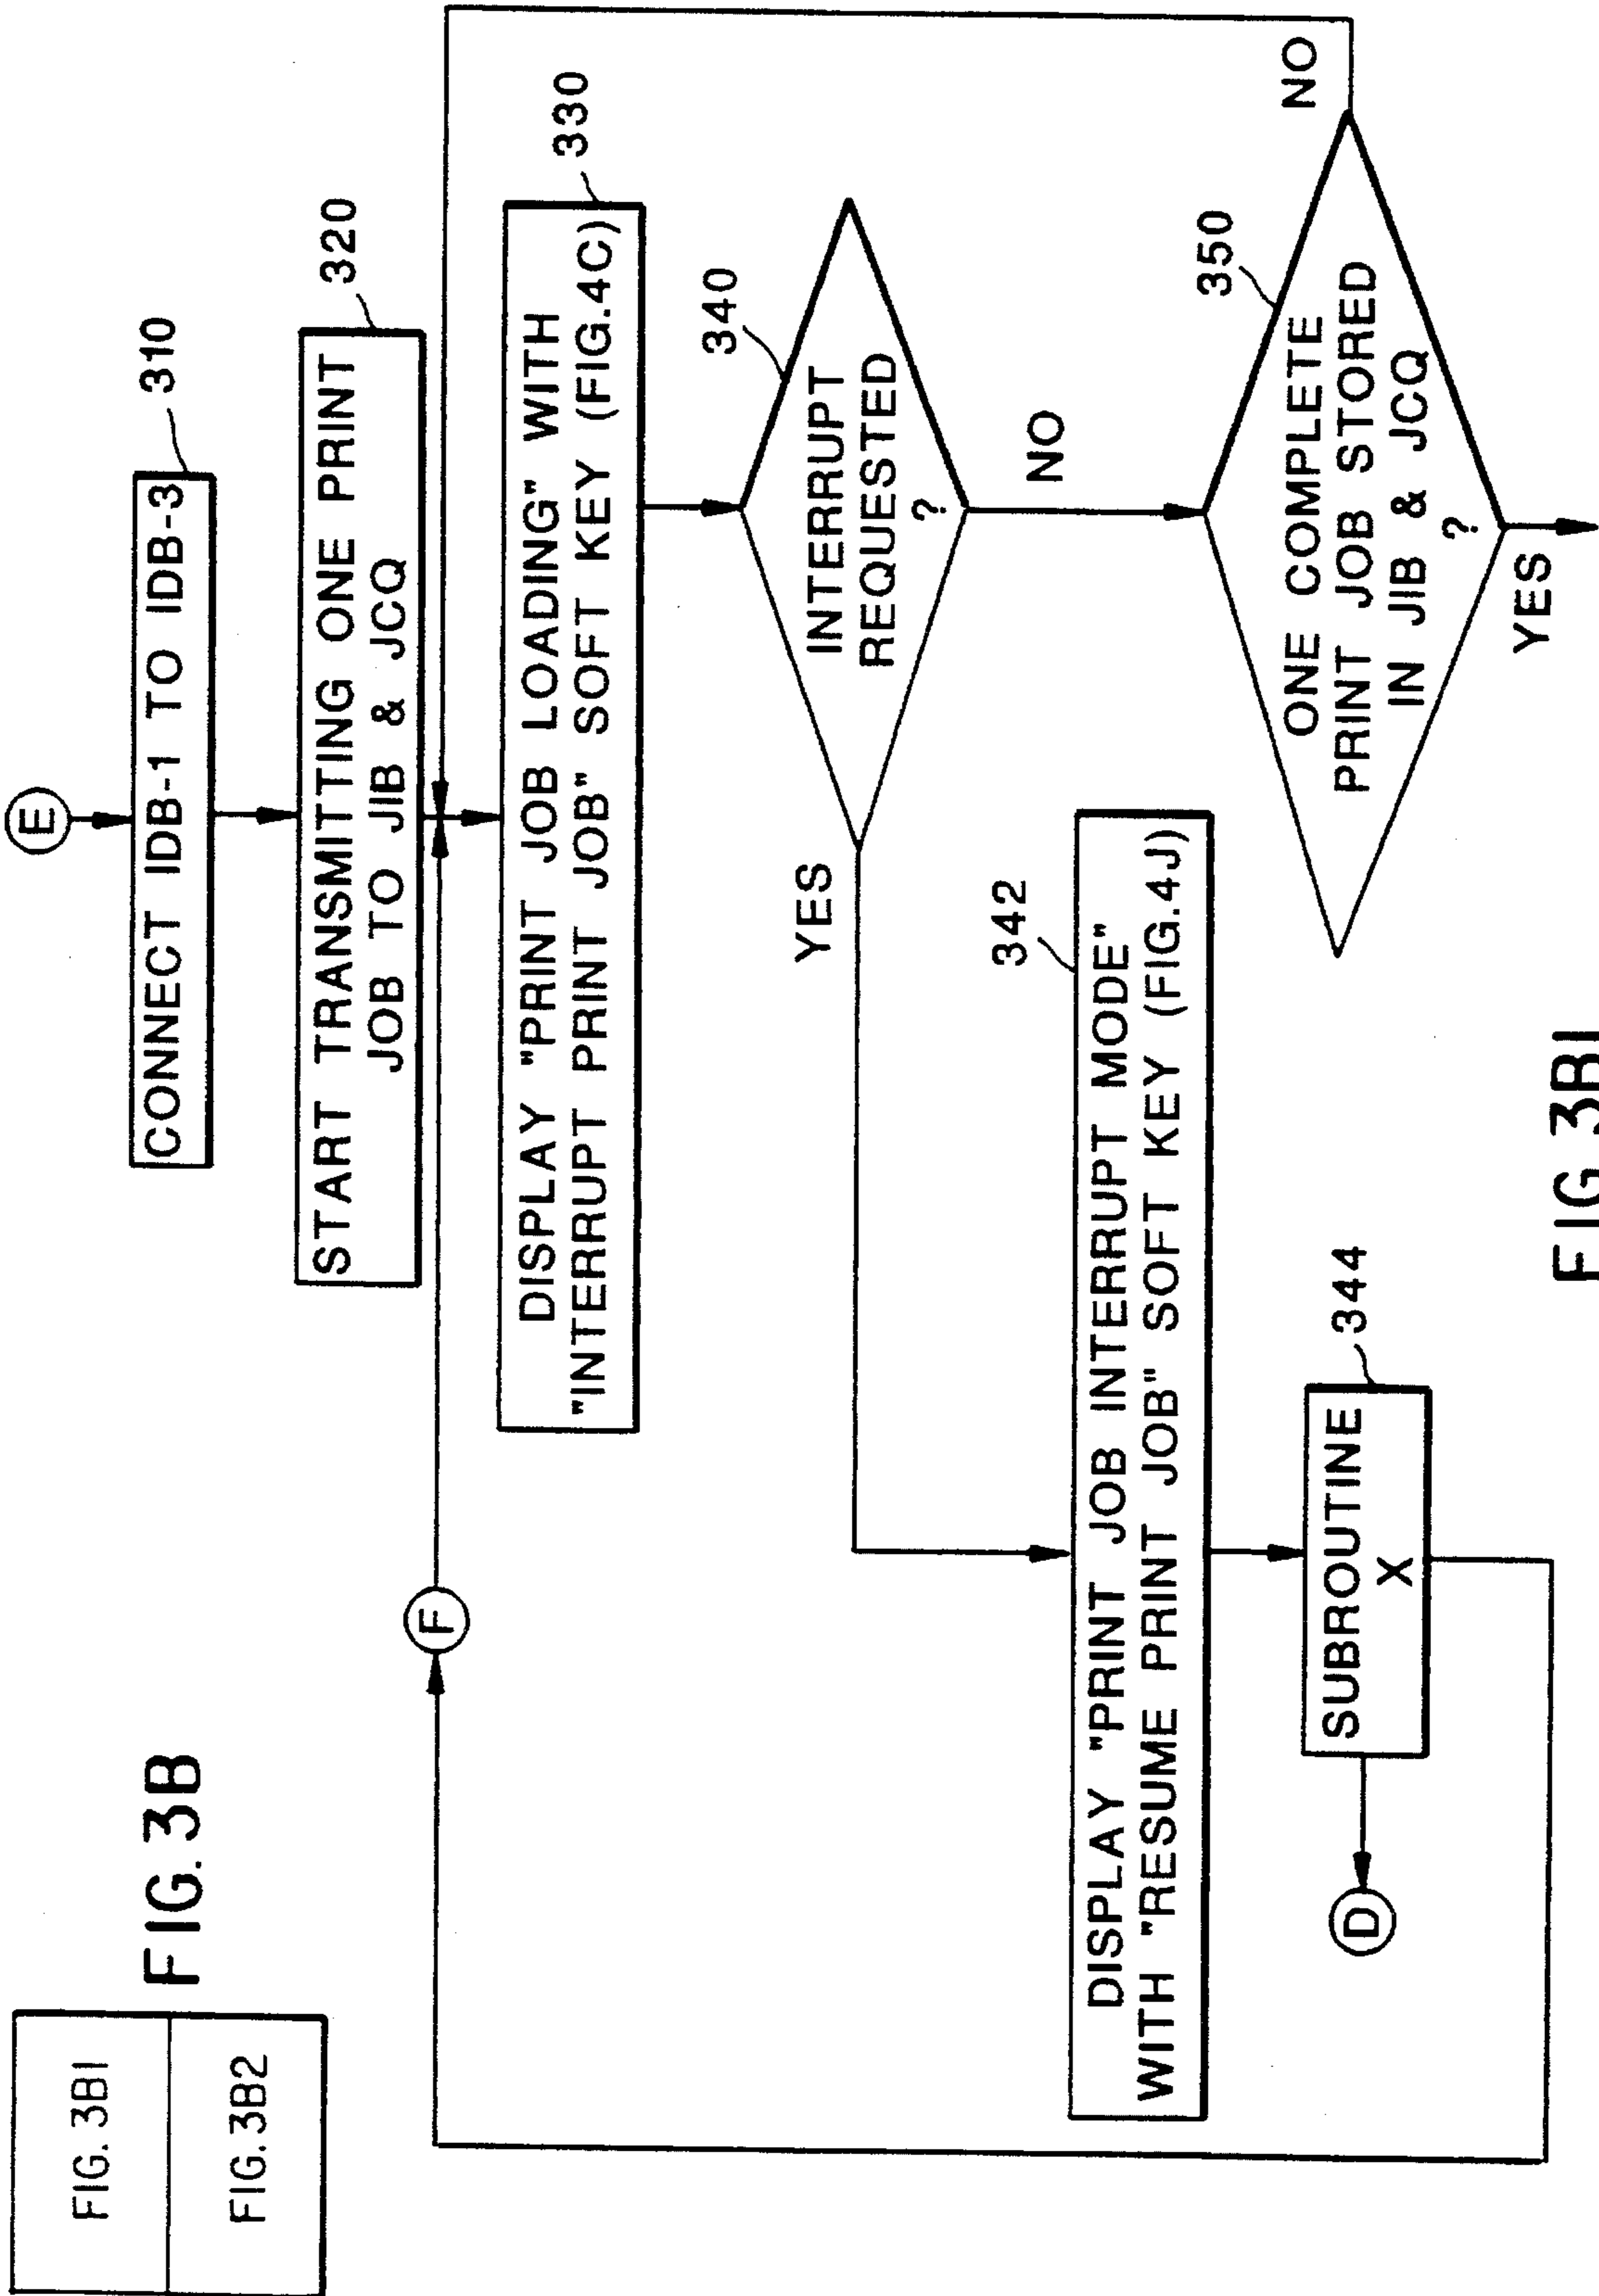 FIG. 3B1
FIG. 3B2
FIG. 3B
E
CONNECT IDB-1 TO IDB-3
310
START TRANSMITTING ONE PRINT
JOB TO JIB & JCQ
320
F
DISPLAY "PRINT JOB LOADING" WITH
"INTERRUPT PRINT JOB" SOFT KEY (FIG.4C)
330
INTERRUPT
REQUESTED
?
340
YES
NO
DISPLAY "PRINT JOB INTERRUPT MODE"
WITH "RESUME PRINT JOB" SOFT KEY (FIG.4J)
342
SUBROUTINE
X
344
D
ONE COMPLETE
PRINT JOB STORED
IN JIB & JCQ
?
350
NO
YES
FIG. 3B1